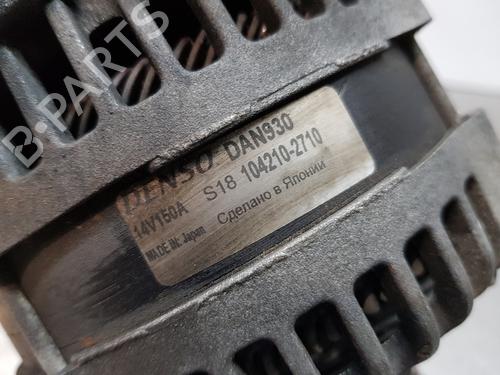 B-PARTS
DENSO DAN930
14V150A S18 104210-2710
MADE IN: Japan Сделано в Японии